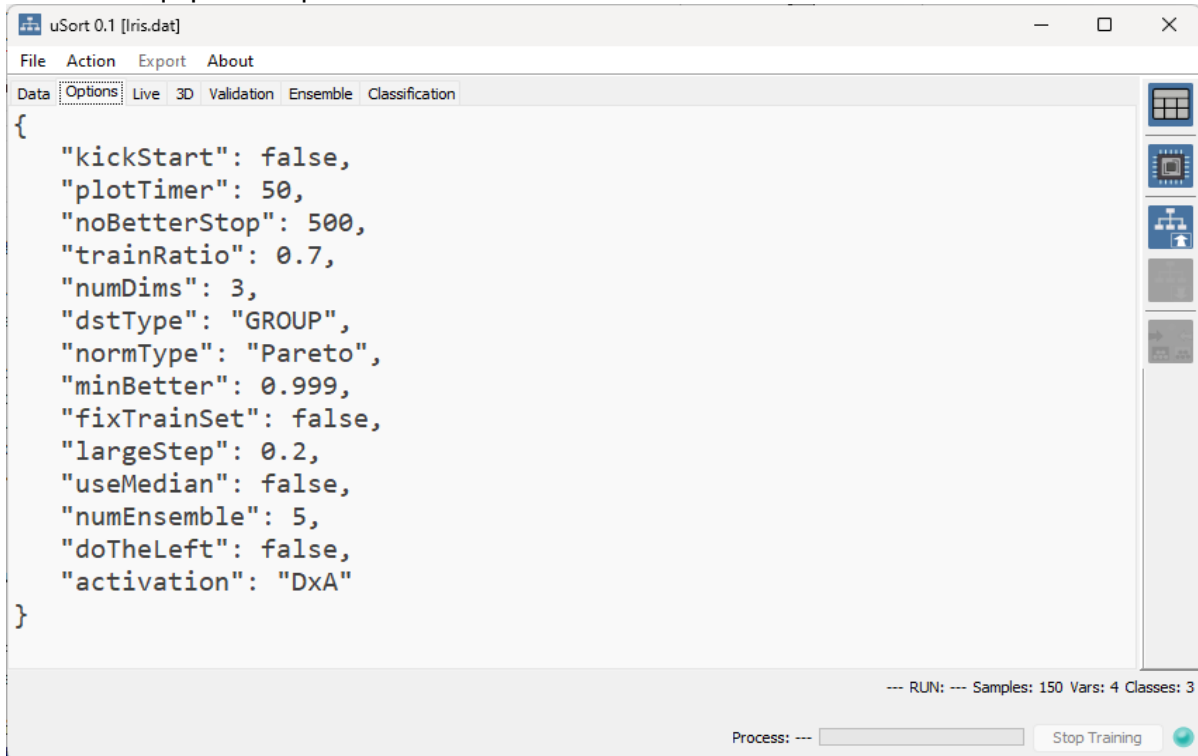 uSort 0.1 [Iris.dat]
File Action Export About
Data Options Live 3D Validation Ensemble Classification
{
"kickStart": false,
"plotTimer": 50,
"noBetterStop": 500,
"trainRatio": 0.7,
"numDims": 3,
"dstType": "GROUP",
"normType": "Pareto",
"minBetter": 0.999,
"fixTrainSet": false,
"largeStep": 0.2,
"useMedian": false,
"numEnsemble": 5,
"doTheLeft": false,
"activation": "DxA"
}
--- RUN: --- Samples: 150 Vars: 4 Classes: 3
Process: --- Stop Training